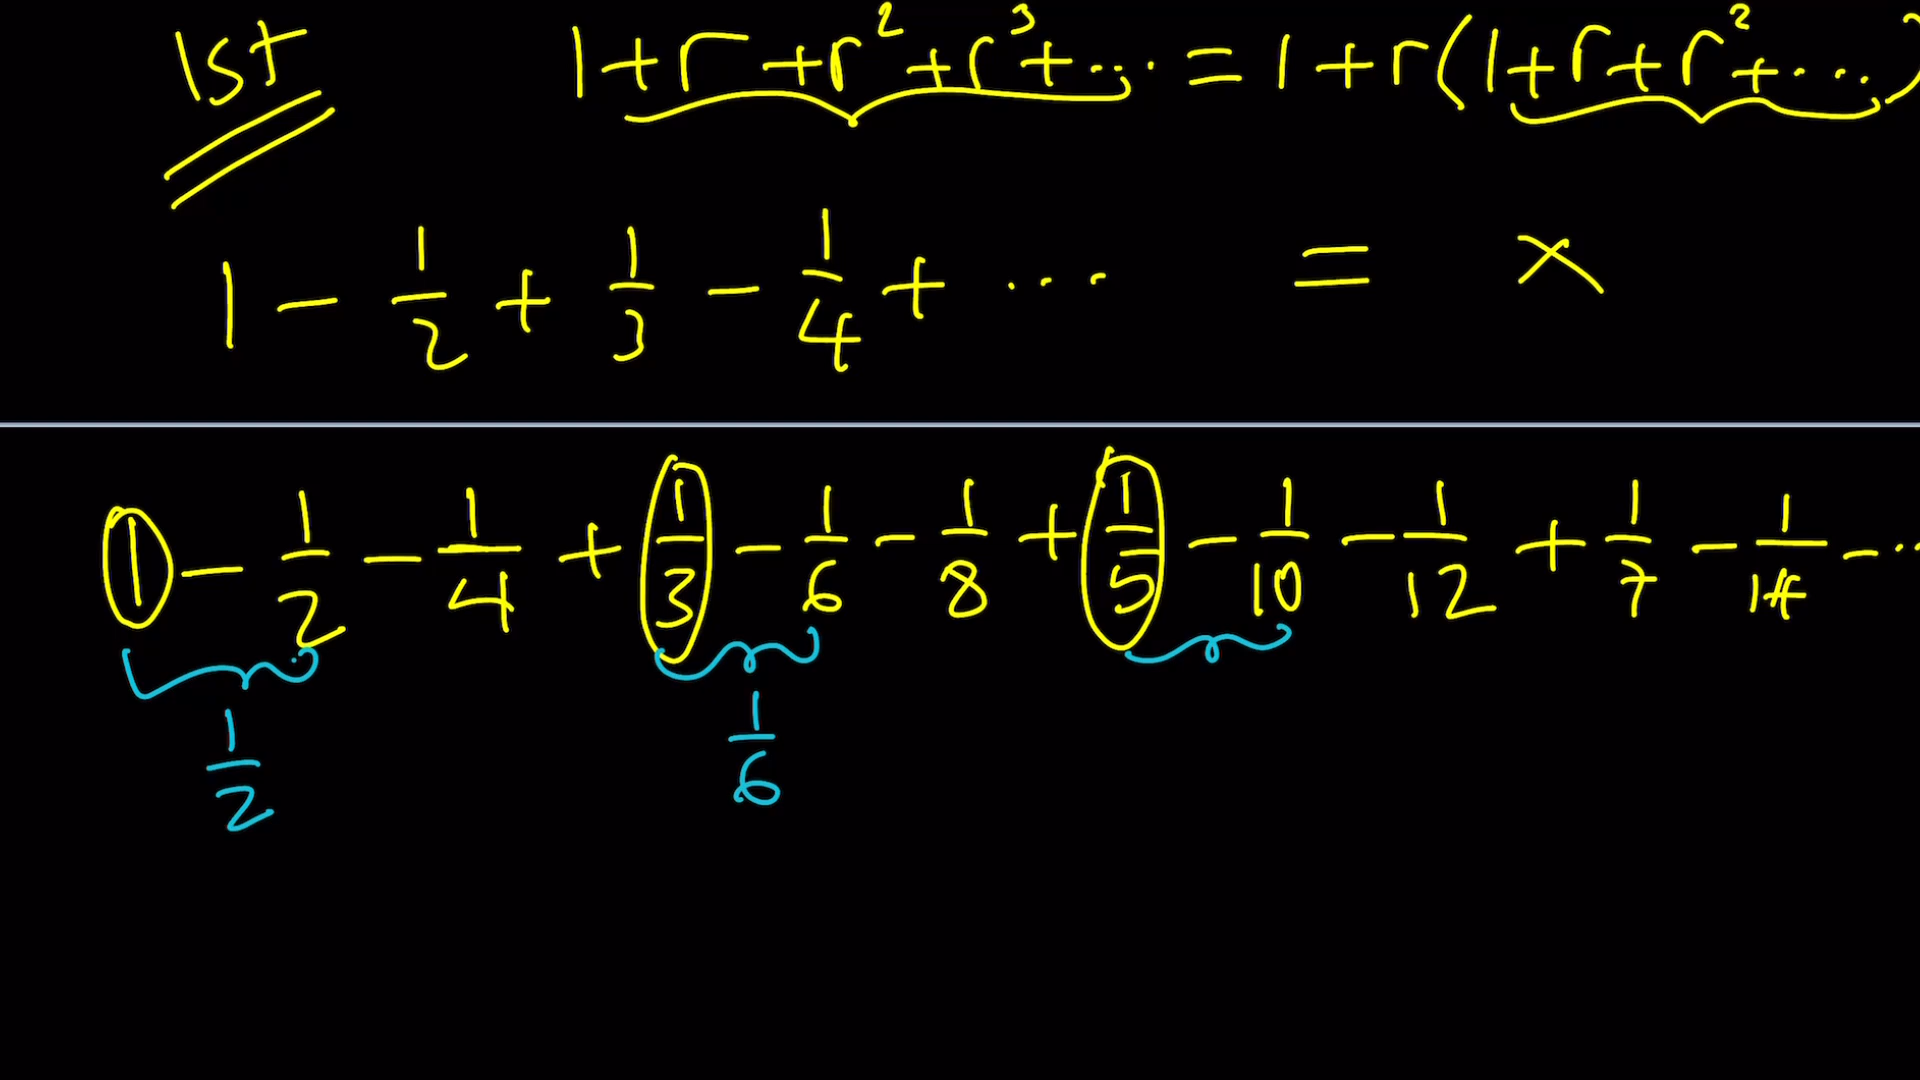 1st
1 + r + r² + r³ + ... = 1 + r(1 + r + r² + ...)
1 - 1/2 + 1/3 - 1/4 + ... = x
1 - 1/2 - 1/4 + 1/3 - 1/6 - 1/8 + 1/5 - 1/10 - 1/12 + 1/7 - 1/14 - ...
1/2 1/6